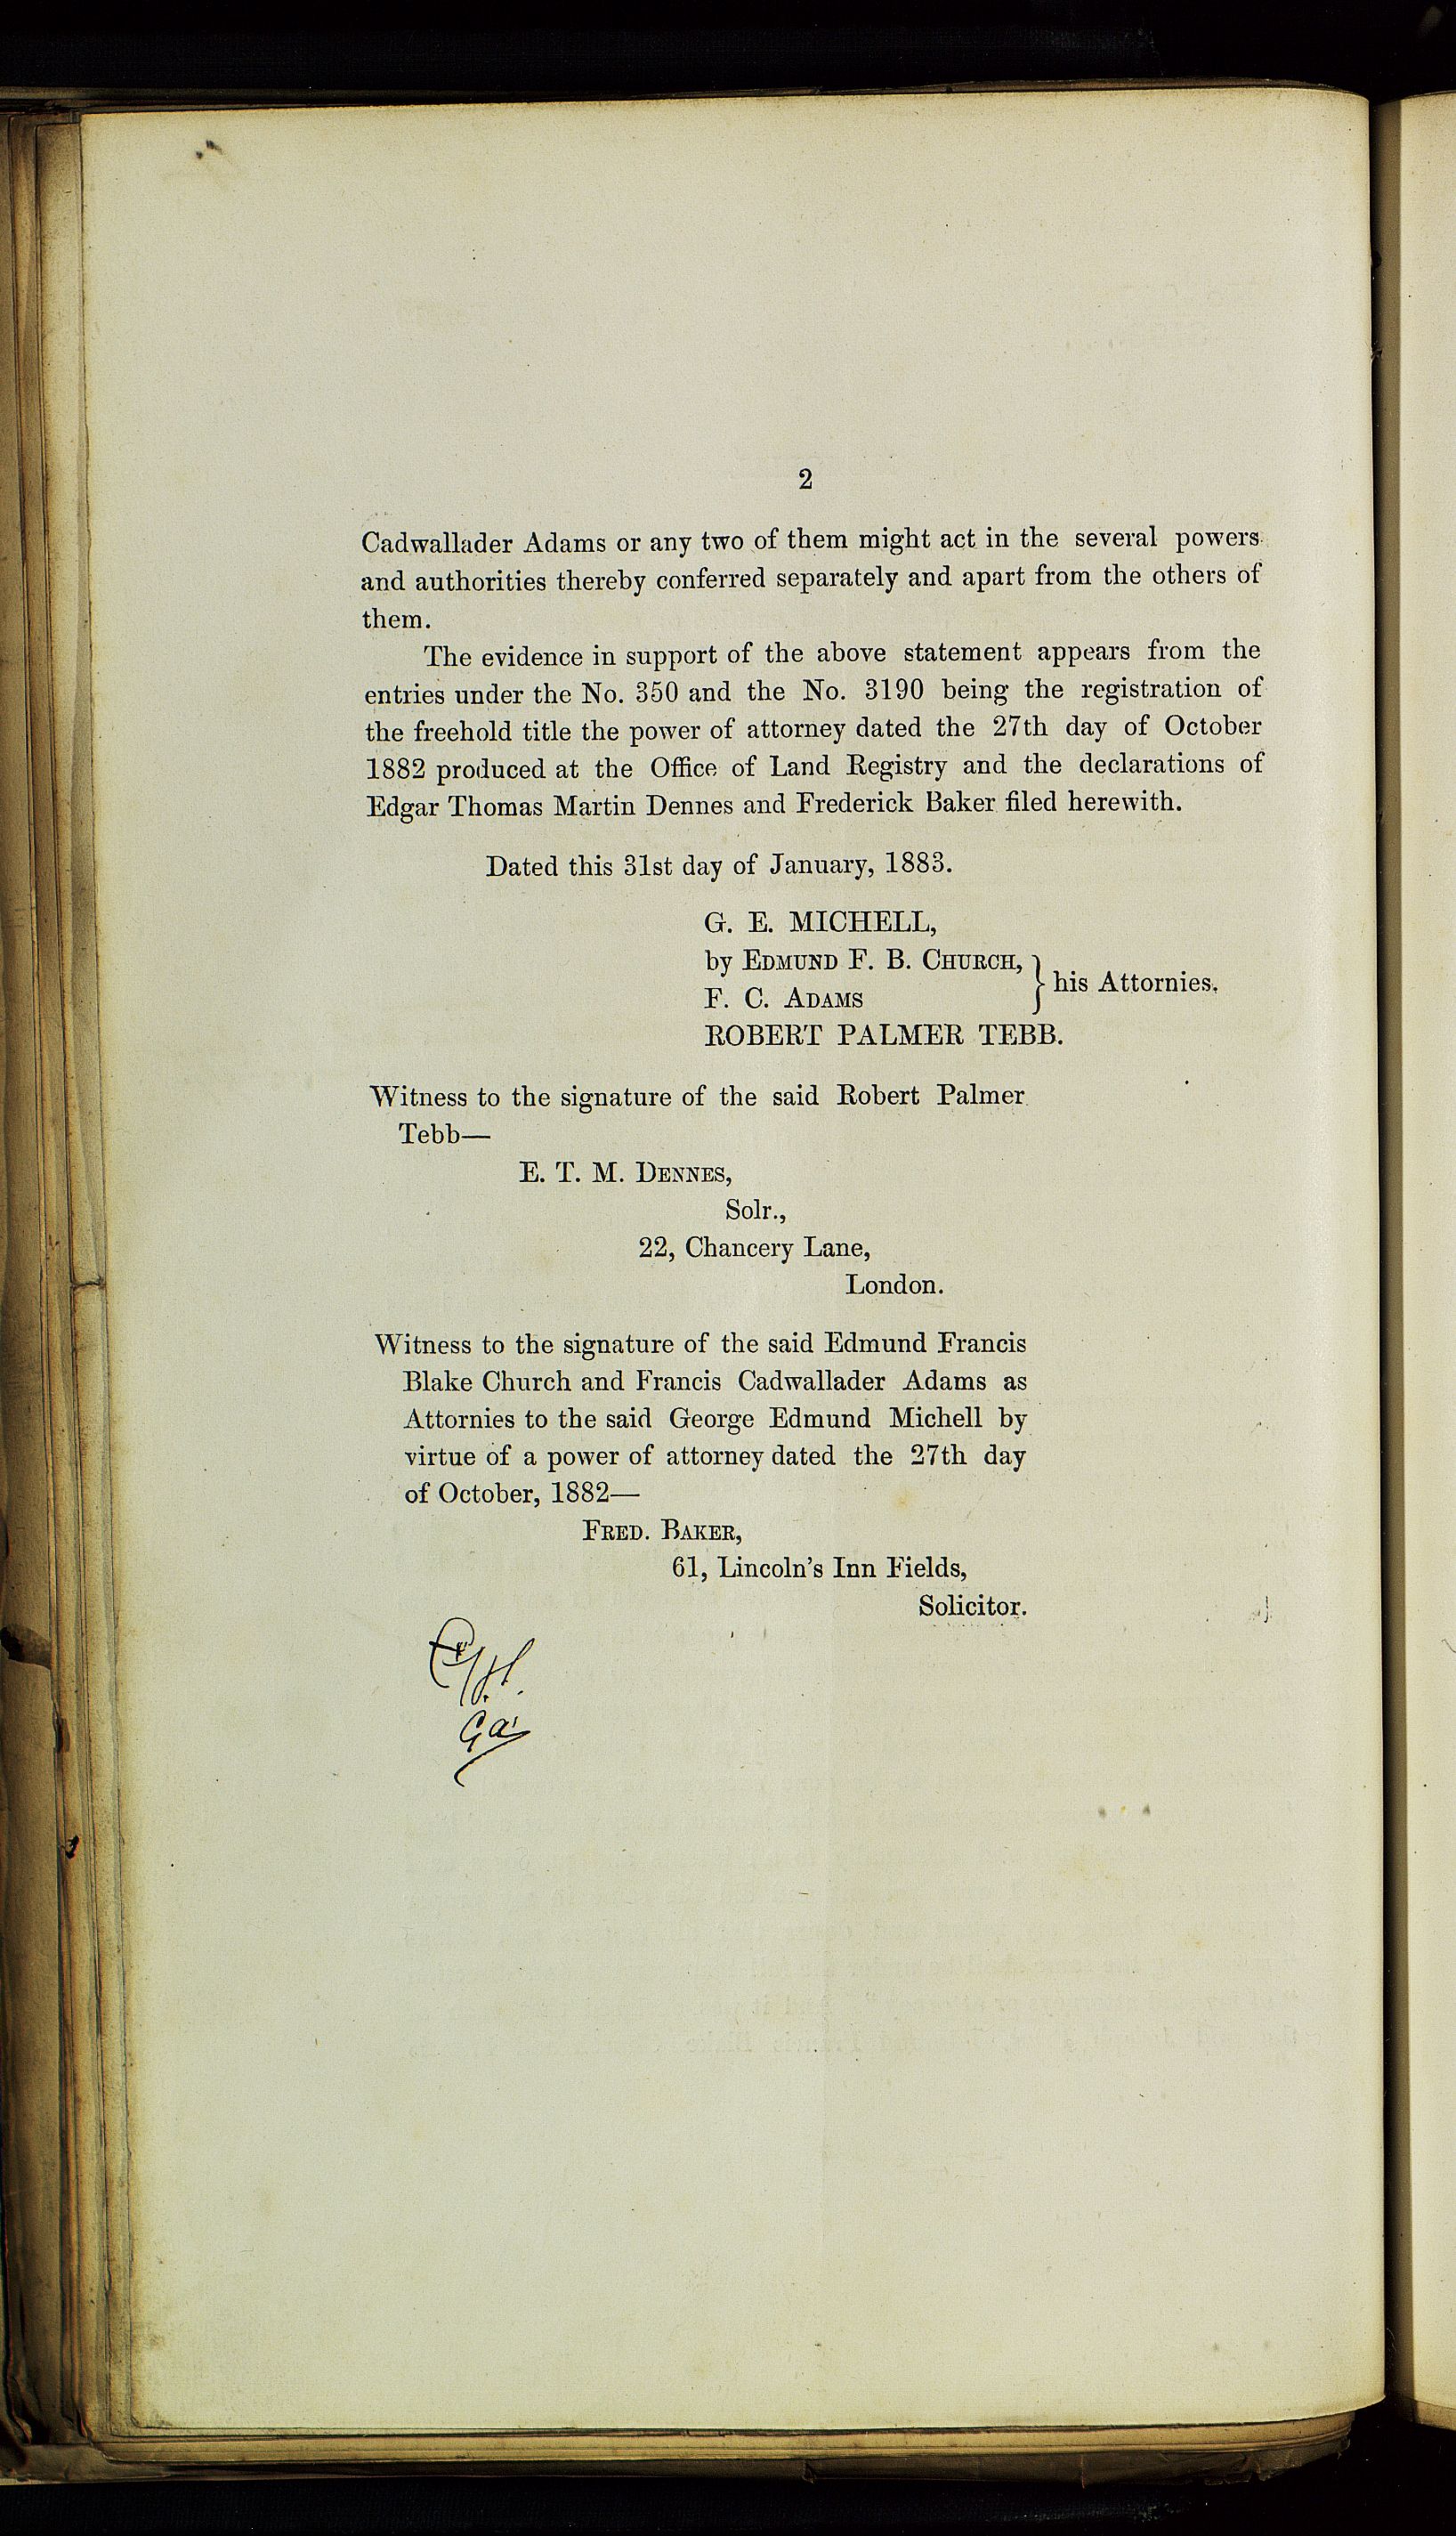 2
Cadwallader Adams or any two of them might act in the several powers
and authorities thereby conferred separately and apart from the others of
them.
The evidence in support of the above statement appears from the
entries under the No. 350 and the No. 3190 being the registration of
the freehold title the power of attorney dated the 27th day of October
1882 produced at the Office of Land Registry and the declarations of
Edgar Thomas Martin Dennes and Frederick Baker filed herewith.
Dated this 31st day of January, 1883.
G. E. MICHELL,
by EDMUND F. B. CHURCH, } his Attornies.
F. C. ADAMS
ROBERT PALMER TEBB.
Witness to the signature of the said Robert Palmer
Tebb—
E. T. M. DENNES,
Solr.,
22, Chancery Lane,
London.
Witness to the signature of the said Edmund Francis
Blake Church and Francis Cadwallader Adams as
Attornies to the said George Edmund Michell by
virtue of a power of attorney dated the 27th day
of October, 1882—
FRED. BAKER,
61, Lincoln's Inn Fields,
Solicitor.